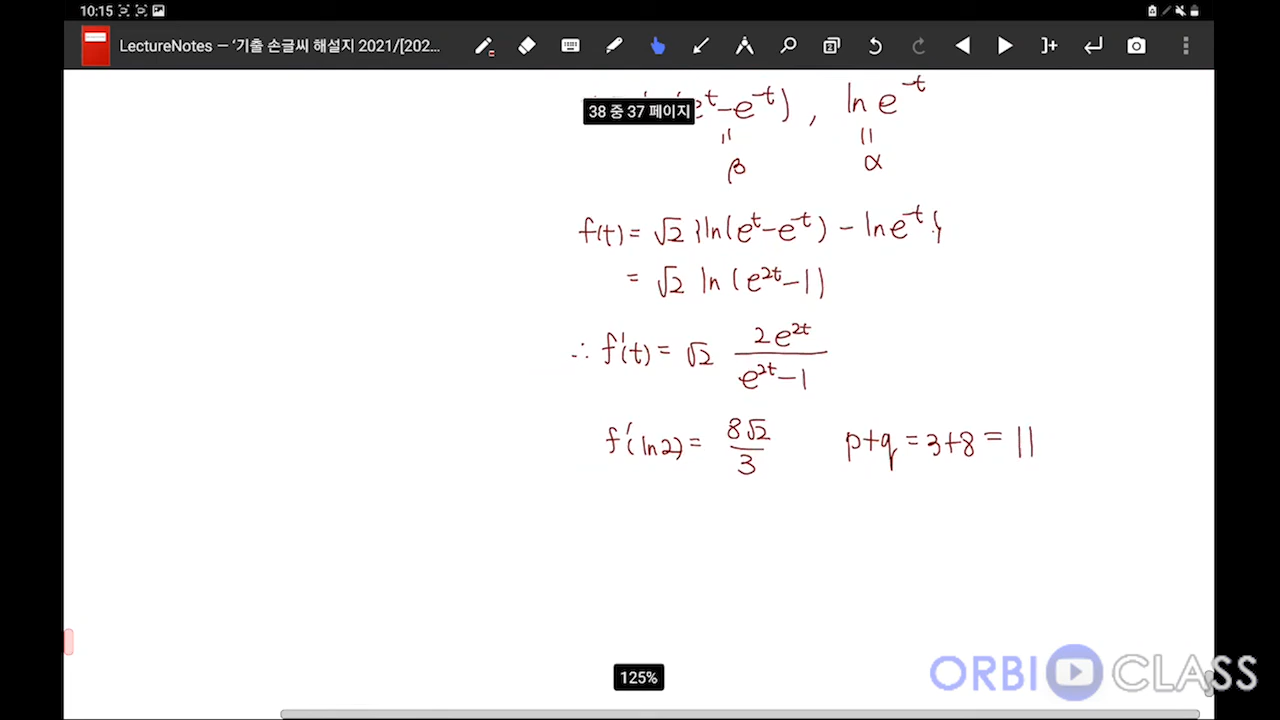 10:15
LectureNotes — ‘기출 손글씨 해설지 2021/[202...
38 중 37 페이지
e^t-e^-t) , ln e^-t
= =
β α
f(t) = √2 {ln(e^t-e^-t) - ln e^-t}
= √2 ln(e^2t-1)
∴ f'(t) = √2 2e^2t / e^2t-1
f'(ln2) = 8√2 / 3 p+q = 3+8 = 11
125%
ORBI CLASS